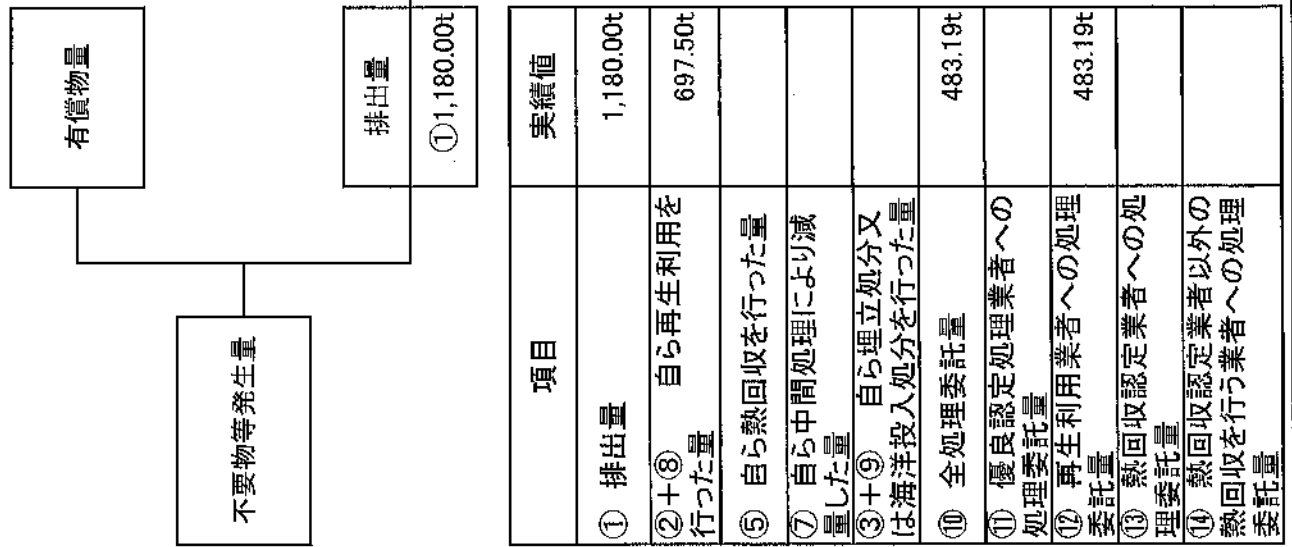 有償物量
不要物等発生量
排出量
①1,180.00t
項目
実績値
① 排出量
1,180.00t
②+⑧ 自ら再生利用を
行った量
697.50t
⑤ 自ら熱回収を行った量
⑦ 自ら中間処理により減
量した量
③+⑨ 自ら埋立処分又
は海洋投入処分を行った量
⑩ 全処理委託量
483.19t
⑪ 優良認定処理業者への
処理委託量
⑫ 再生利用業者への処理
委託量
483.19t
⑬ 熱回収認定業者への処
理委託量
⑭ 熱回収認定業者以外の
熱回収を行う業者への処理
委託量